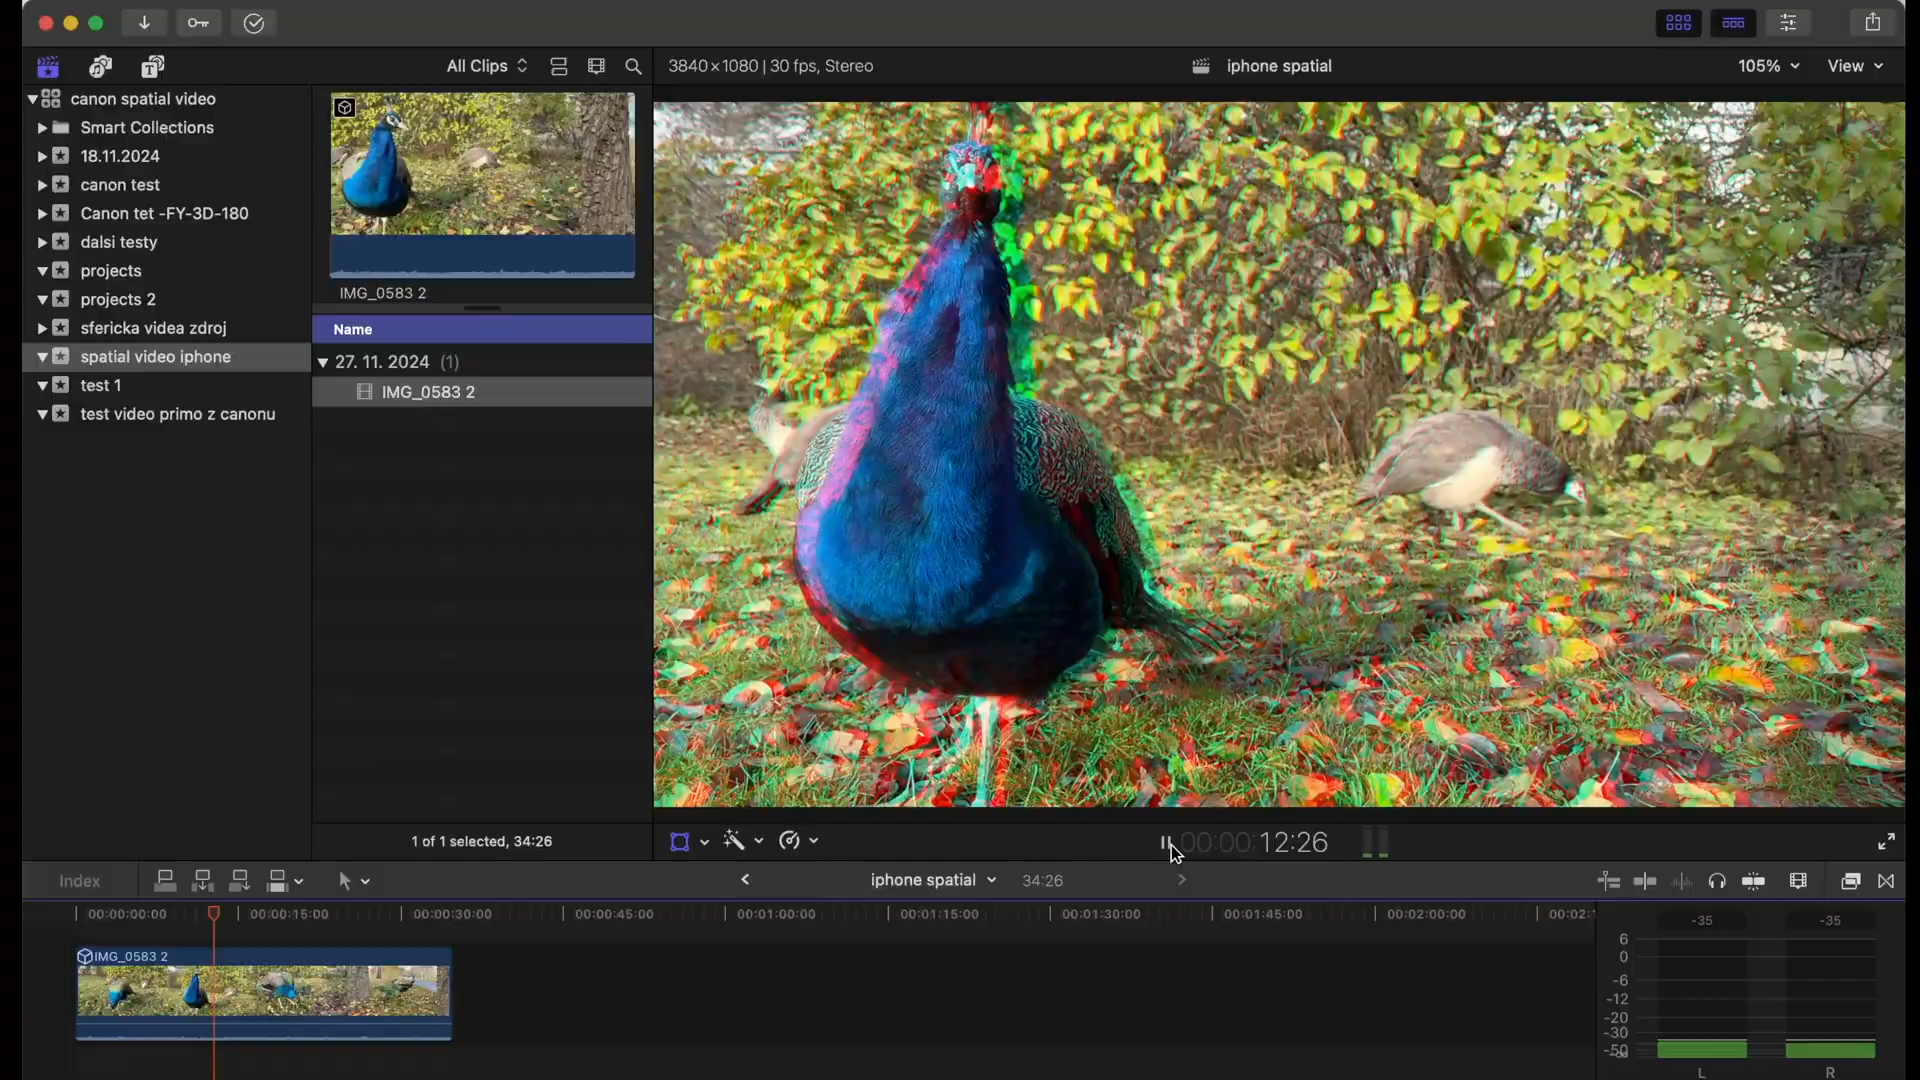 All Clips
3840×1080 | 30 fps, Stereo
iphone spatial
105%
View
canon spatial video
Smart Collections
18.11.2024
canon test
Canon tet -FY-3D-180
dalsi testy
projects
projects 2
sfericka videa zdroj
spatial video iphone
test 1
test video primo z canonu
IMG_0583 2
Name
27. 11. 2024 (1)
IMG_0583 2
1 of 1 selected, 34:26
00:00:12:26
Index
iphone spatial
34:26
00:00:00:00
00:00:15:00
00:00:30:00
00:00:45:00
00:01:00:00
00:01:15:00
00:01:30:00
00:01:45:00
00:02:00:00
IMG_0583 2
-35
-35
6
0
-6
-12
-20
-30
-50
L
R